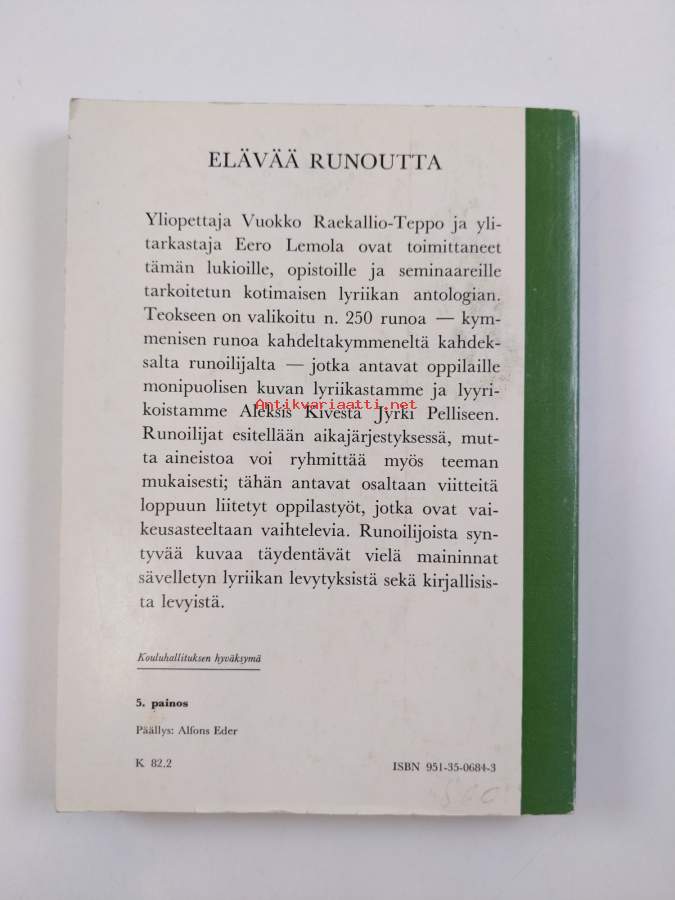 ELÄVÄÄ RUNOUTTA
Yliopettaja Vuokko Raekallio-Teppo ja yli-
tarkastaja Eero Lemola ovat toimittaneet
tämän lukioille, opistoille ja seminaareille
tarkoitetun kotimaisen lyriikan antologian.
Teokseen on valikoitu n. 250 runoa — kym-
menisen runoa kahdeltakymmeneltä kahdek-
salta runoilijalta — jotka antavat oppilaille
monipuolisen kuvan lyriikastamme ja lyyri-
Antikvariaatti.net
koistamme Aleksis Kivestä Jyrki Pelliseen.
Runoilijat esitellään aikajärjestyksessä, mut-
ta aineistoa voi ryhmittää myös teeman
mukaisesti; tähän antavat osaltaan viitteitä
loppuun liitetyt oppilastyöt, jotka ovat vai-
keusasteeltaan vaihtelevia. Runoilijoista syn-
tyvää kuvaa täydentävät vielä maininnat
sävelletyn lyriikan levytyksistä sekä kirjallisis-
ta levyistä.
Kouluhallituksen hyväksymä
5. painos
Päällys: Alfons Eder
K 82.2
ISBN 951-35-0684-3